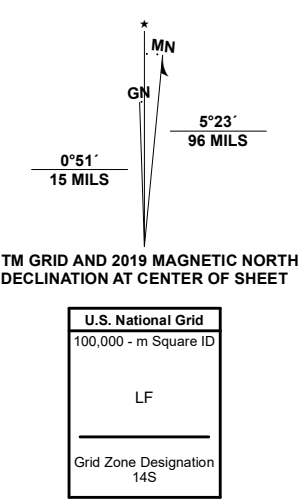 ★
MN
GN
5°23´
96 MILS
0°51´
15 MILS
TM GRID AND 2019 MAGNETIC NORTH
DECLINATION AT CENTER OF SHEET
U.S. National Grid
100,000 - m Square ID
LF
Grid Zone Designation
14S